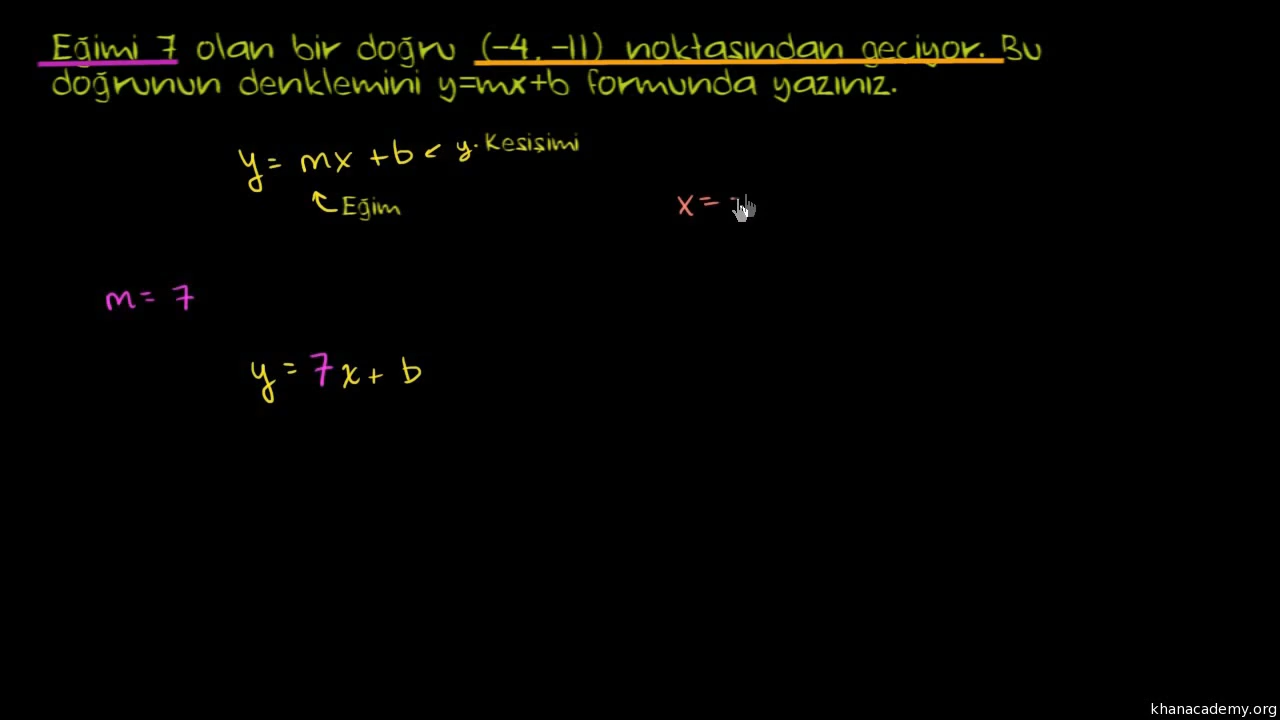 Eğimi 7 olan bir doğru (-4, -11) noktasından geciyor. Bu
doğrunun denklemini y=mx+b formunda yazınız.
y = mx + b ← y. Kesişimi
Eğim
x = -
m = 7
y = 7x + b
khanacademy.org